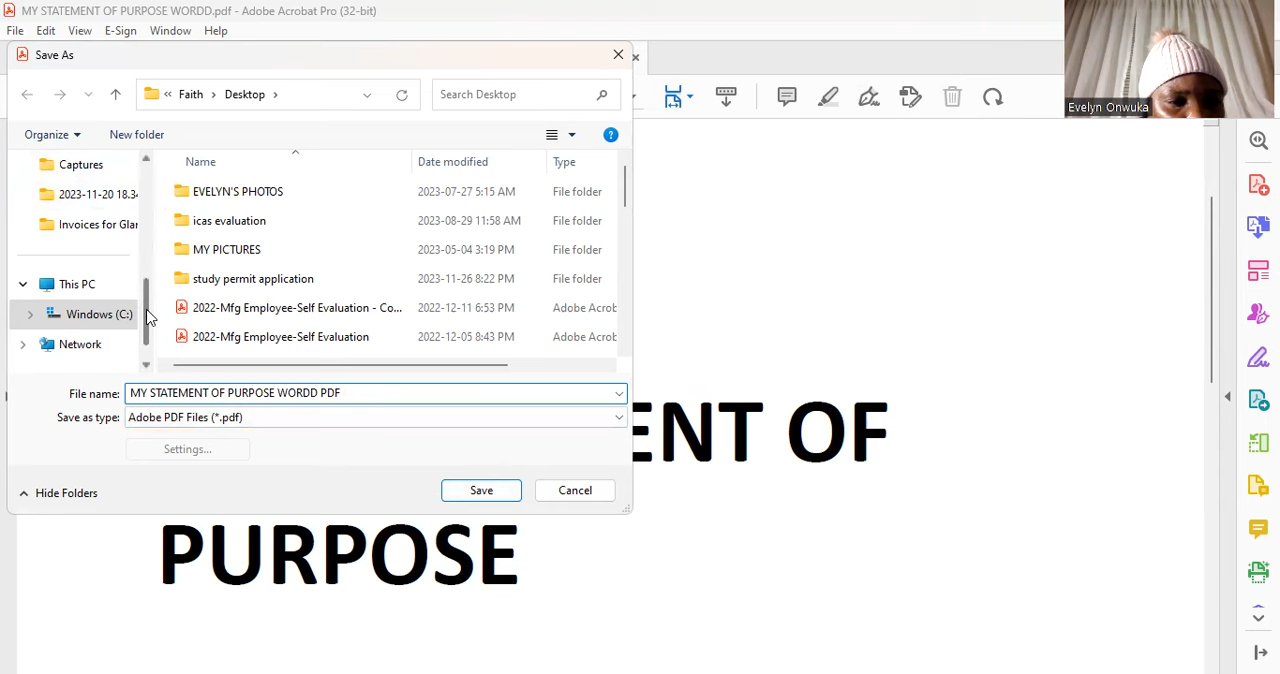 MY STATEMENT OF PURPOSE WORDD.pdf - Adobe Acrobat Pro (32-bit)
File Edit View E-Sign Window Help
Save As
« Faith > Desktop >
Search Desktop
Organize
New folder
Captures
2023-11-20 18.34
Invoices for Glar
This PC
Windows (C:)
Network
Name Date modified Type
EVELYN'S PHOTOS 2023-07-27 5:15 AM File folder
icas evaluation 2023-08-29 11:58 AM File folder
MY PICTURES 2023-05-04 3:19 PM File folder
study permit application 2023-11-26 8:22 PM File folder
2022-Mfg Employee-Self Evaluation - Co... 2022-12-11 6:53 PM Adobe Acrob
2022-Mfg Employee-Self Evaluation 2022-12-05 8:43 PM Adobe Acrob
File name: MY STATEMENT OF PURPOSE WORDD PDF
Save as type: Adobe PDF Files (*.pdf)
Settings...
Hide Folders
Save
Cancel
ENT OF
PURPOSE
Evelyn Onwuka